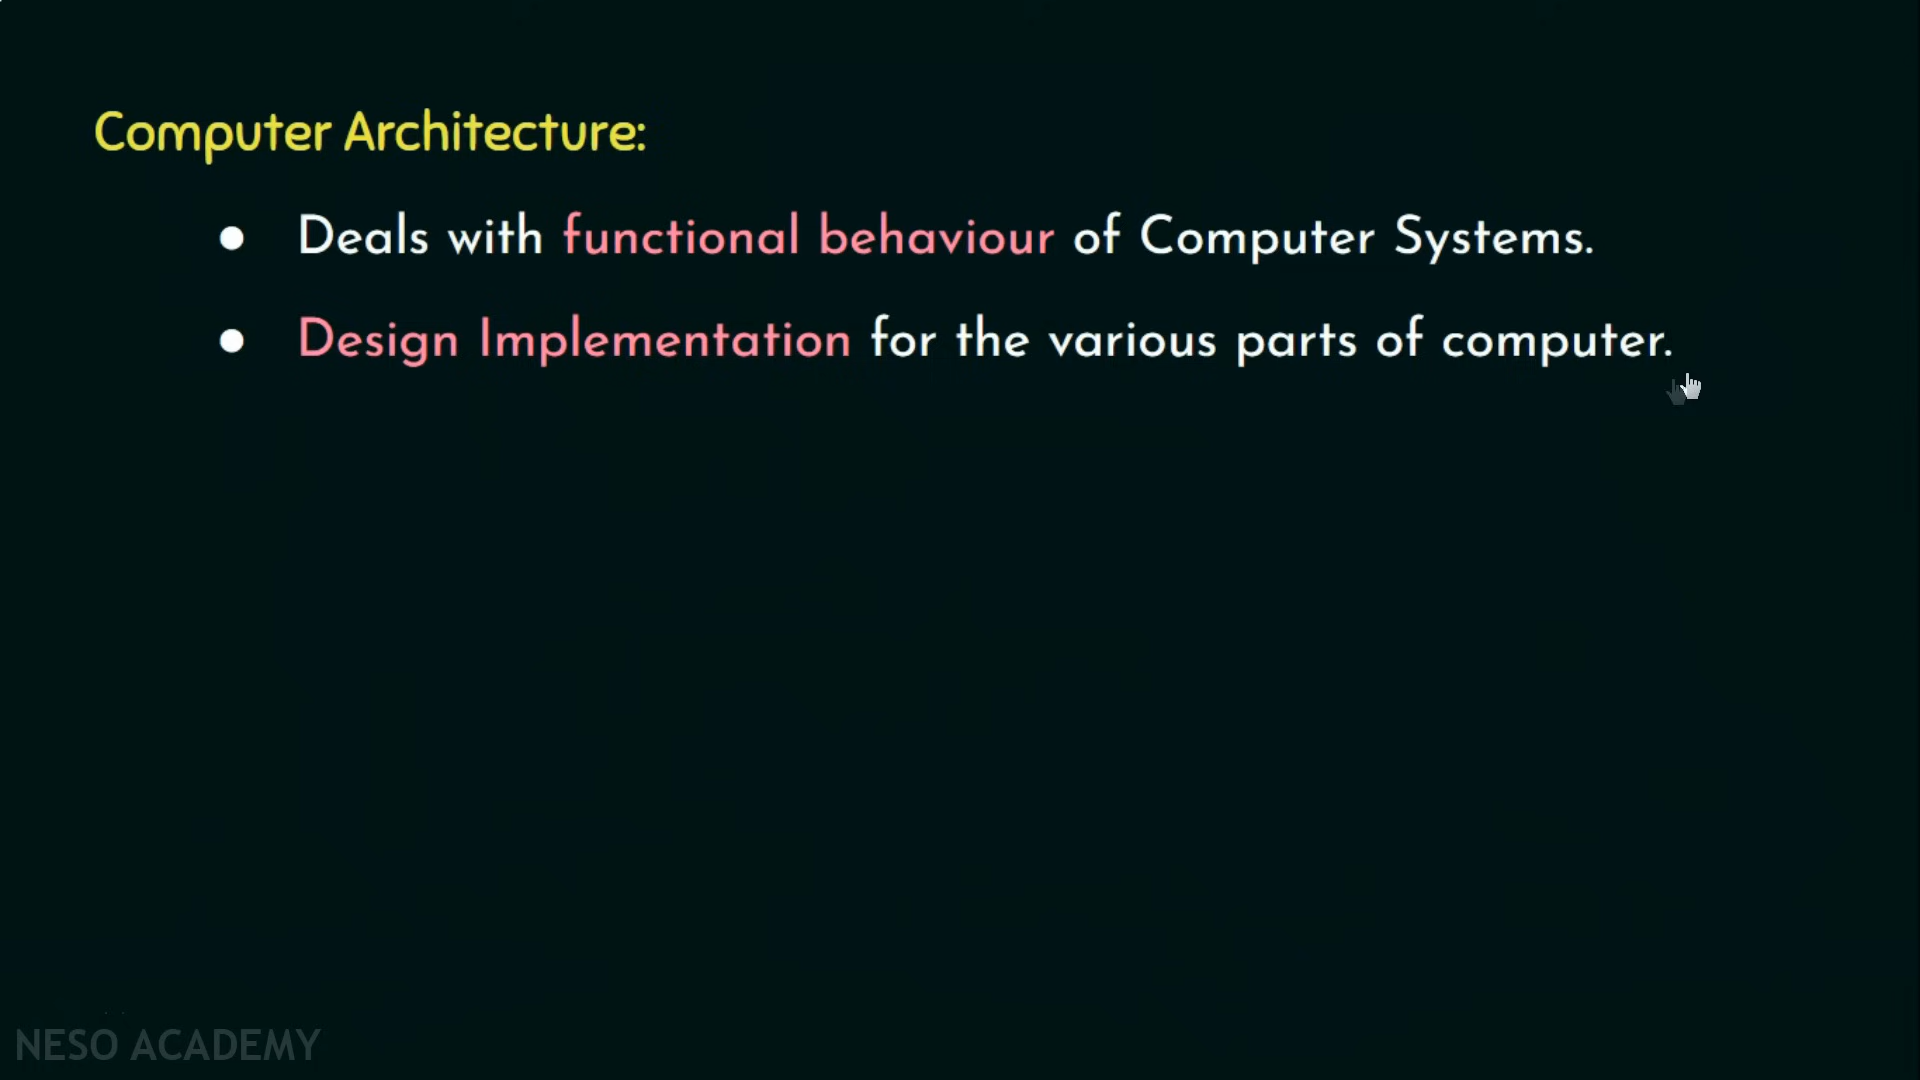 Computer Architecture:
● Deals with functional behaviour of Computer Systems.
● Design Implementation for the various parts of computer.
NESO ACADEMY